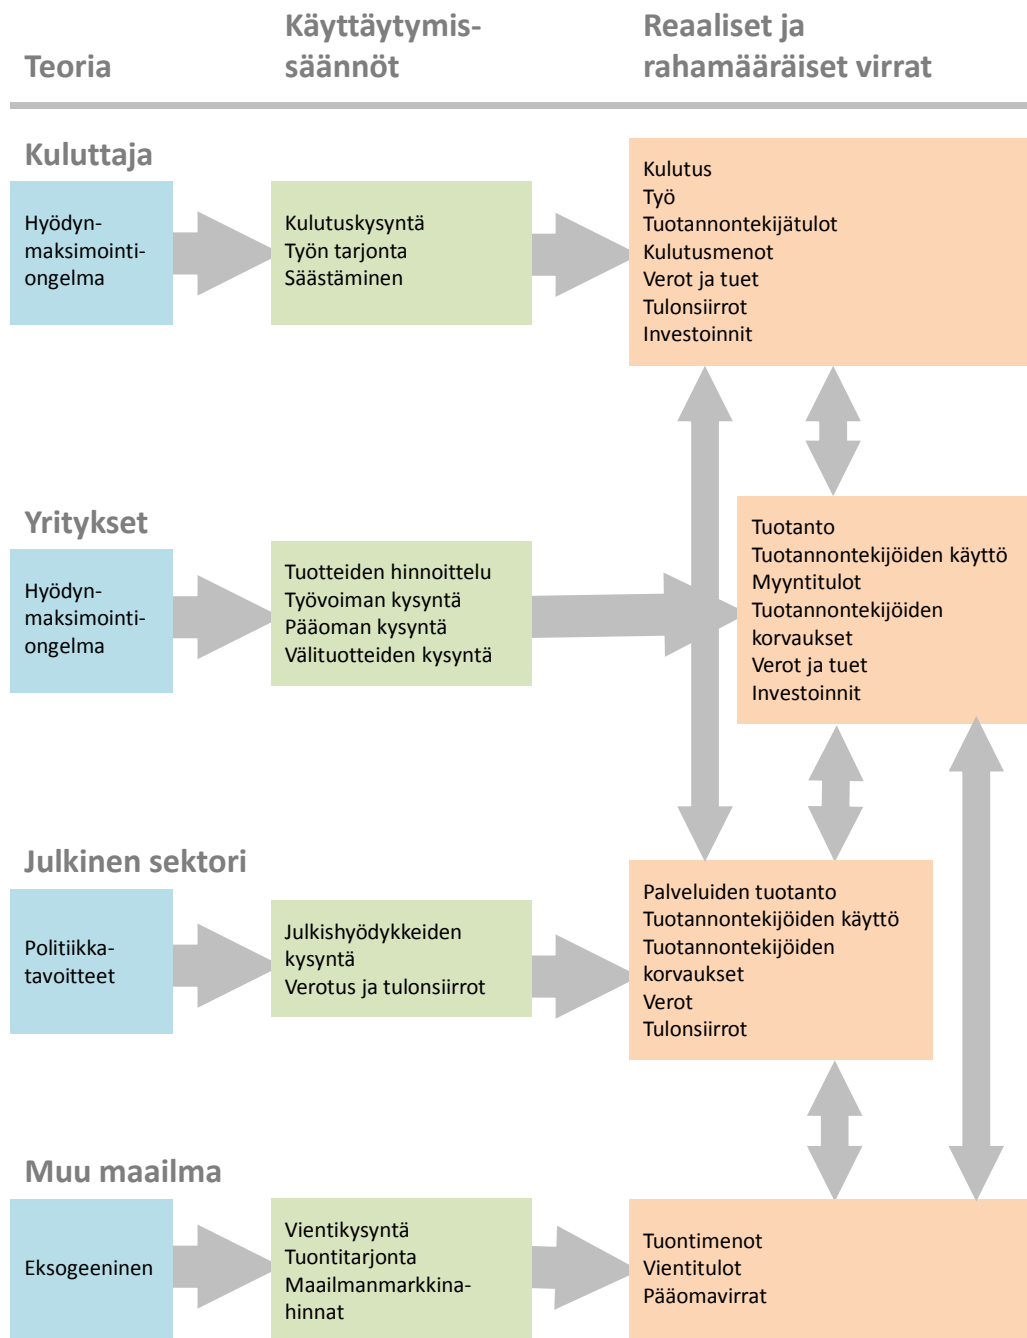 Teoria
Käyttäytymis-
säännöt
Reaaliset ja
rahamääräiset virrat
Kuluttaja
Hyödyn-
maksimointi-
ongelma
Kulutuskysyntä
Työn tarjonta
Säästäminen
Kulutus
Työ
Tuotannontekijätulot
Kulutusmenot
Verot ja tuet
Tulonsiirrot
Investoinnit
Yritykset
Hyödyn-
maksimointi-
ongelma
Tuotteiden hinnoittelu
Työvoiman kysyntä
Pääoman kysyntä
Välituotteiden kysyntä
Tuotanto
Tuotannontekijöiden käyttö
Myyntitulot
Tuotannontekijöiden
korvaukset
Verot ja tuet
Investoinnit
Julkinen sektori
Politiikka-
tavoitteet
Julkishyödykkeiden
kysyntä
Verotus ja tulonsiirrot
Palveluiden tuotanto
Tuotannontekijöiden käyttö
Tuotannontekijöiden
korvaukset
Verot
Tulonsiirrot
Muu maailma
Eksogeeninen
Vientikysyntä
Tuontitarjonta
Maailmanmarkkina-
hinnat
Tuontimenot
Vientitulot
Pääomavirrat